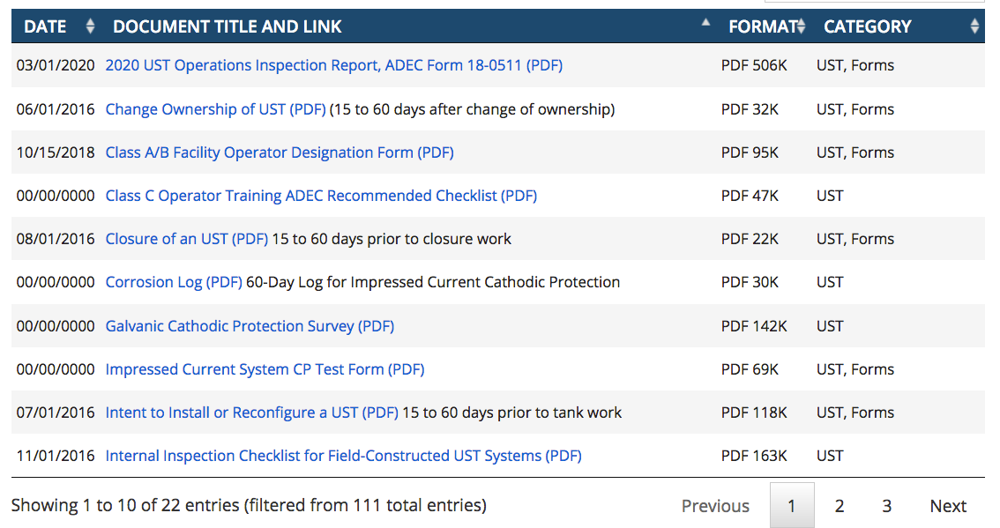 DATE DOCUMENT TITLE AND LINK FORMAT CATEGORY
03/01/2020 2020 UST Operations Inspection Report, ADEC Form 18-0511 (PDF) PDF 506K UST, Forms
06/01/2016 Change Ownership of UST (PDF) (15 to 60 days after change of ownership) PDF 32K UST, Forms
10/15/2018 Class A/B Facility Operator Designation Form (PDF) PDF 95K UST, Forms
00/00/0000 Class C Operator Training ADEC Recommended Checklist (PDF) PDF 47K UST
08/01/2016 Closure of an UST (PDF) 15 to 60 days prior to closure work PDF 22K UST, Forms
00/00/0000 Corrosion Log (PDF) 60-Day Log for Impressed Current Cathodic Protection PDF 30K UST
00/00/0000 Galvanic Cathodic Protection Survey (PDF) PDF 142K UST
00/00/0000 Impressed Current System CP Test Form (PDF) PDF 69K UST, Forms
07/01/2016 Intent to Install or Reconfigure a UST (PDF) 15 to 60 days prior to tank work PDF 118K UST, Forms
11/01/2016 Internal Inspection Checklist for Field-Constructed UST Systems (PDF) PDF 163K UST
Showing 1 to 10 of 22 entries (filtered from 111 total entries) Previous 1 2 3 Next